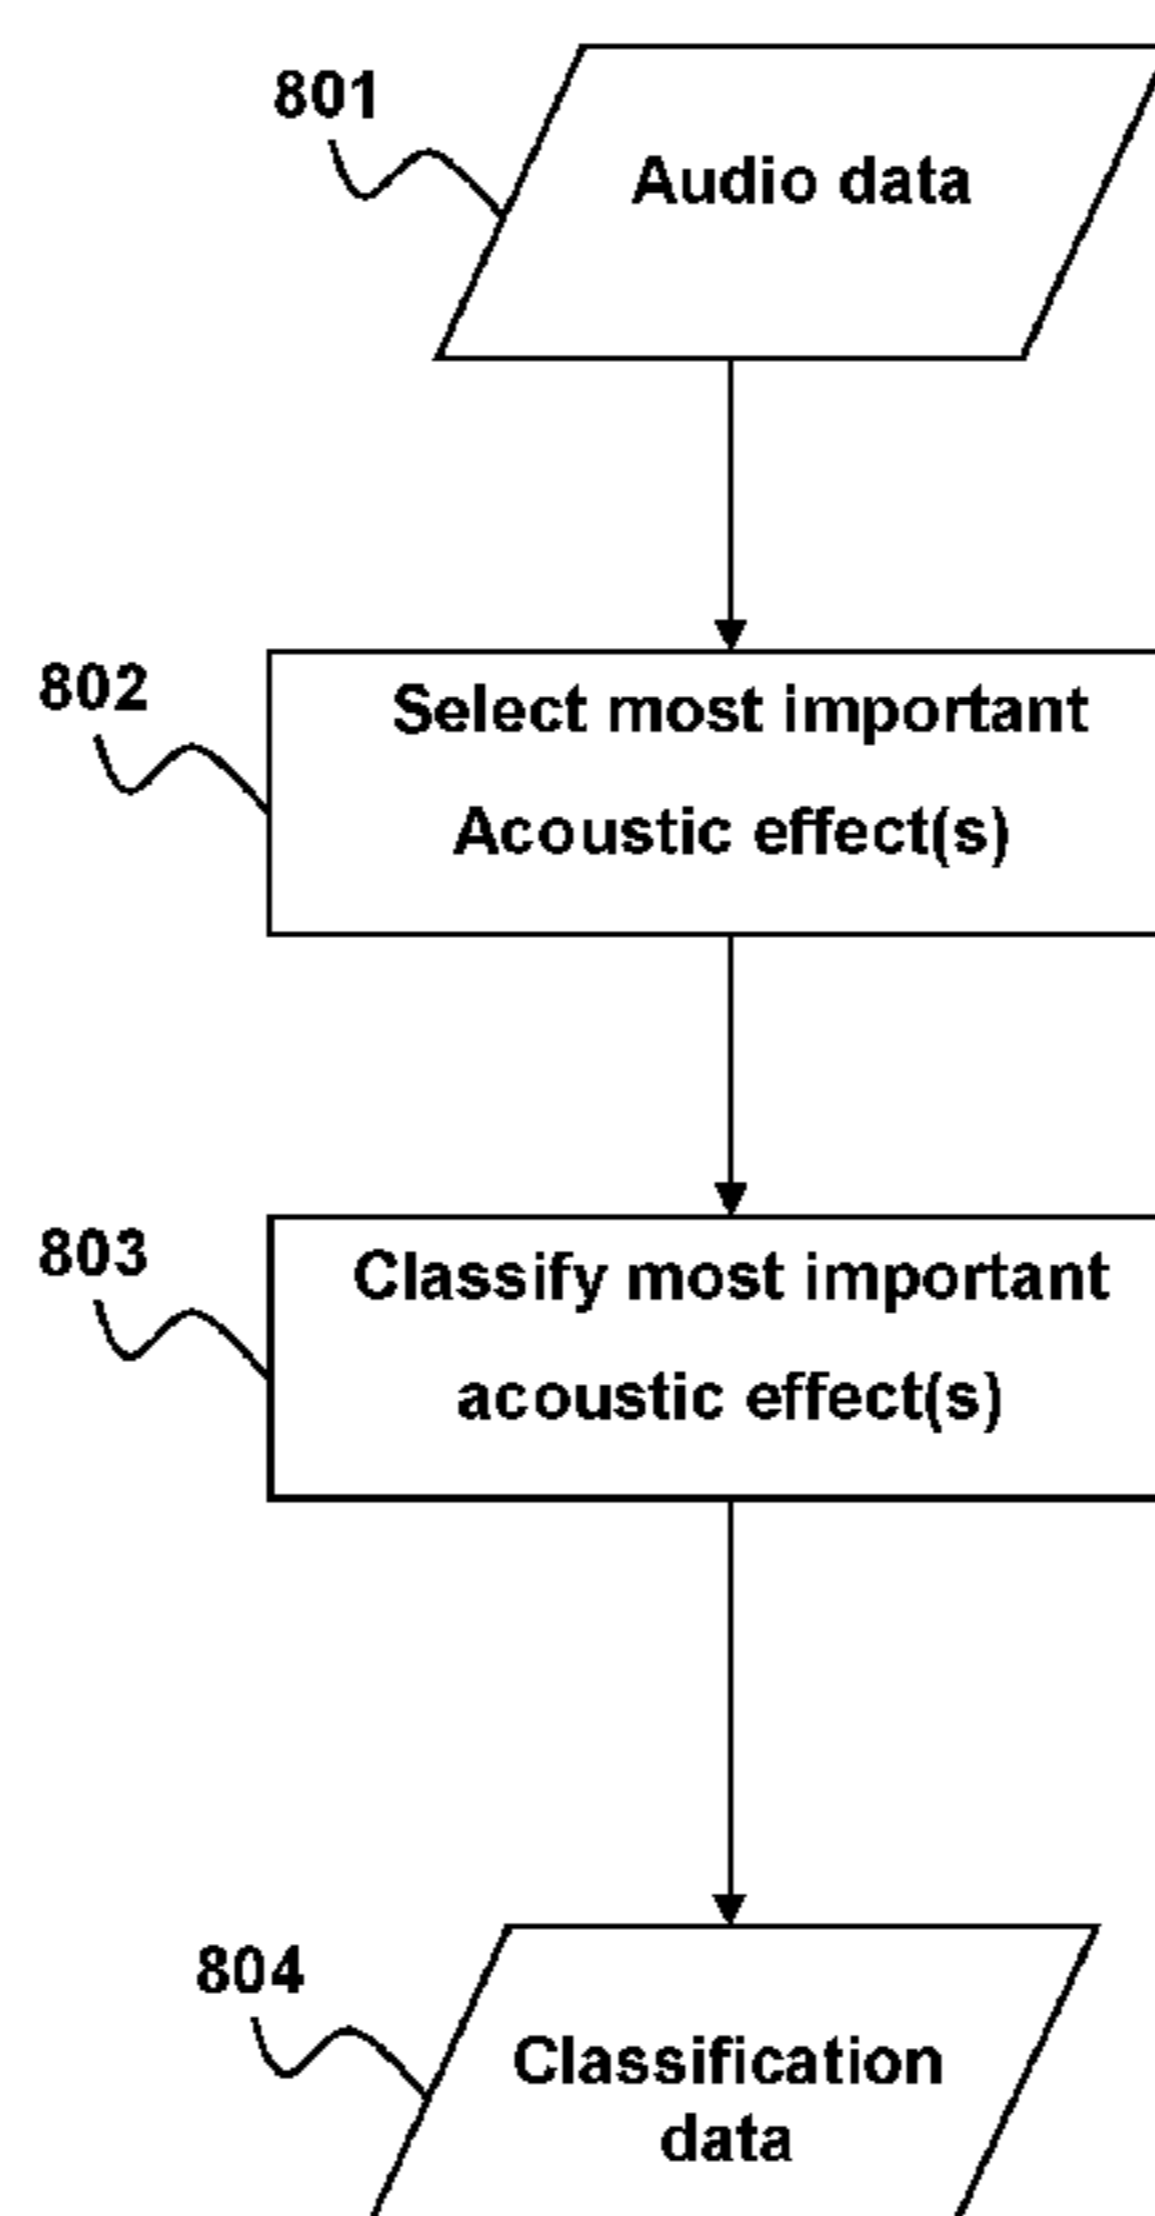 801
Audio data
802
Select most important
Acoustic effect(s)
803
Classify most important
acoustic effect(s)
804
Classification
data